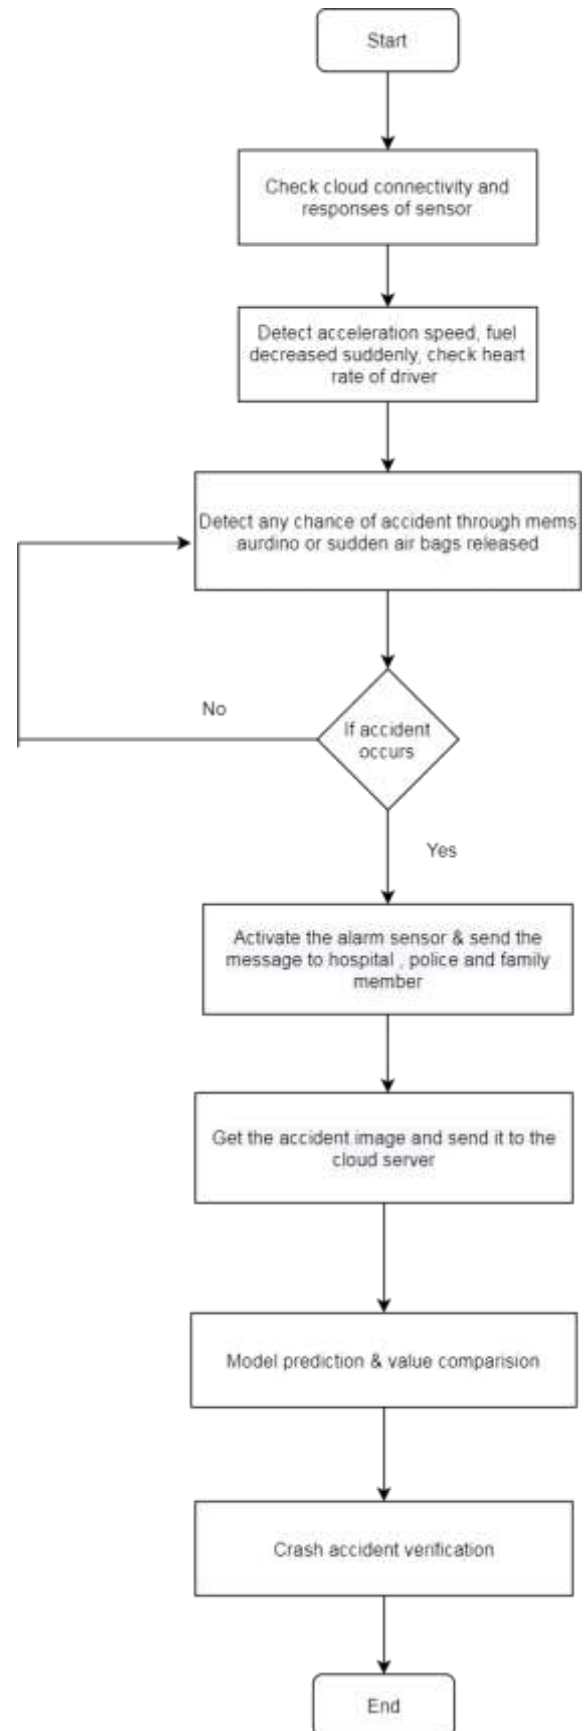 Start
Check cloud connectivity and
responses of sensor
Detect acceleration speed, fuel
decreased suddenly, check heart
rate of driver
Detect any chance of accident through mems
aurdino or sudden air bags released
No
If accident
occurs
Yes
Activate the alarm sensor & send the
message to hospital , police and family
member
Get the accident image and send it to the
cloud server
Model prediction & value comparision
Crash accident verification
End